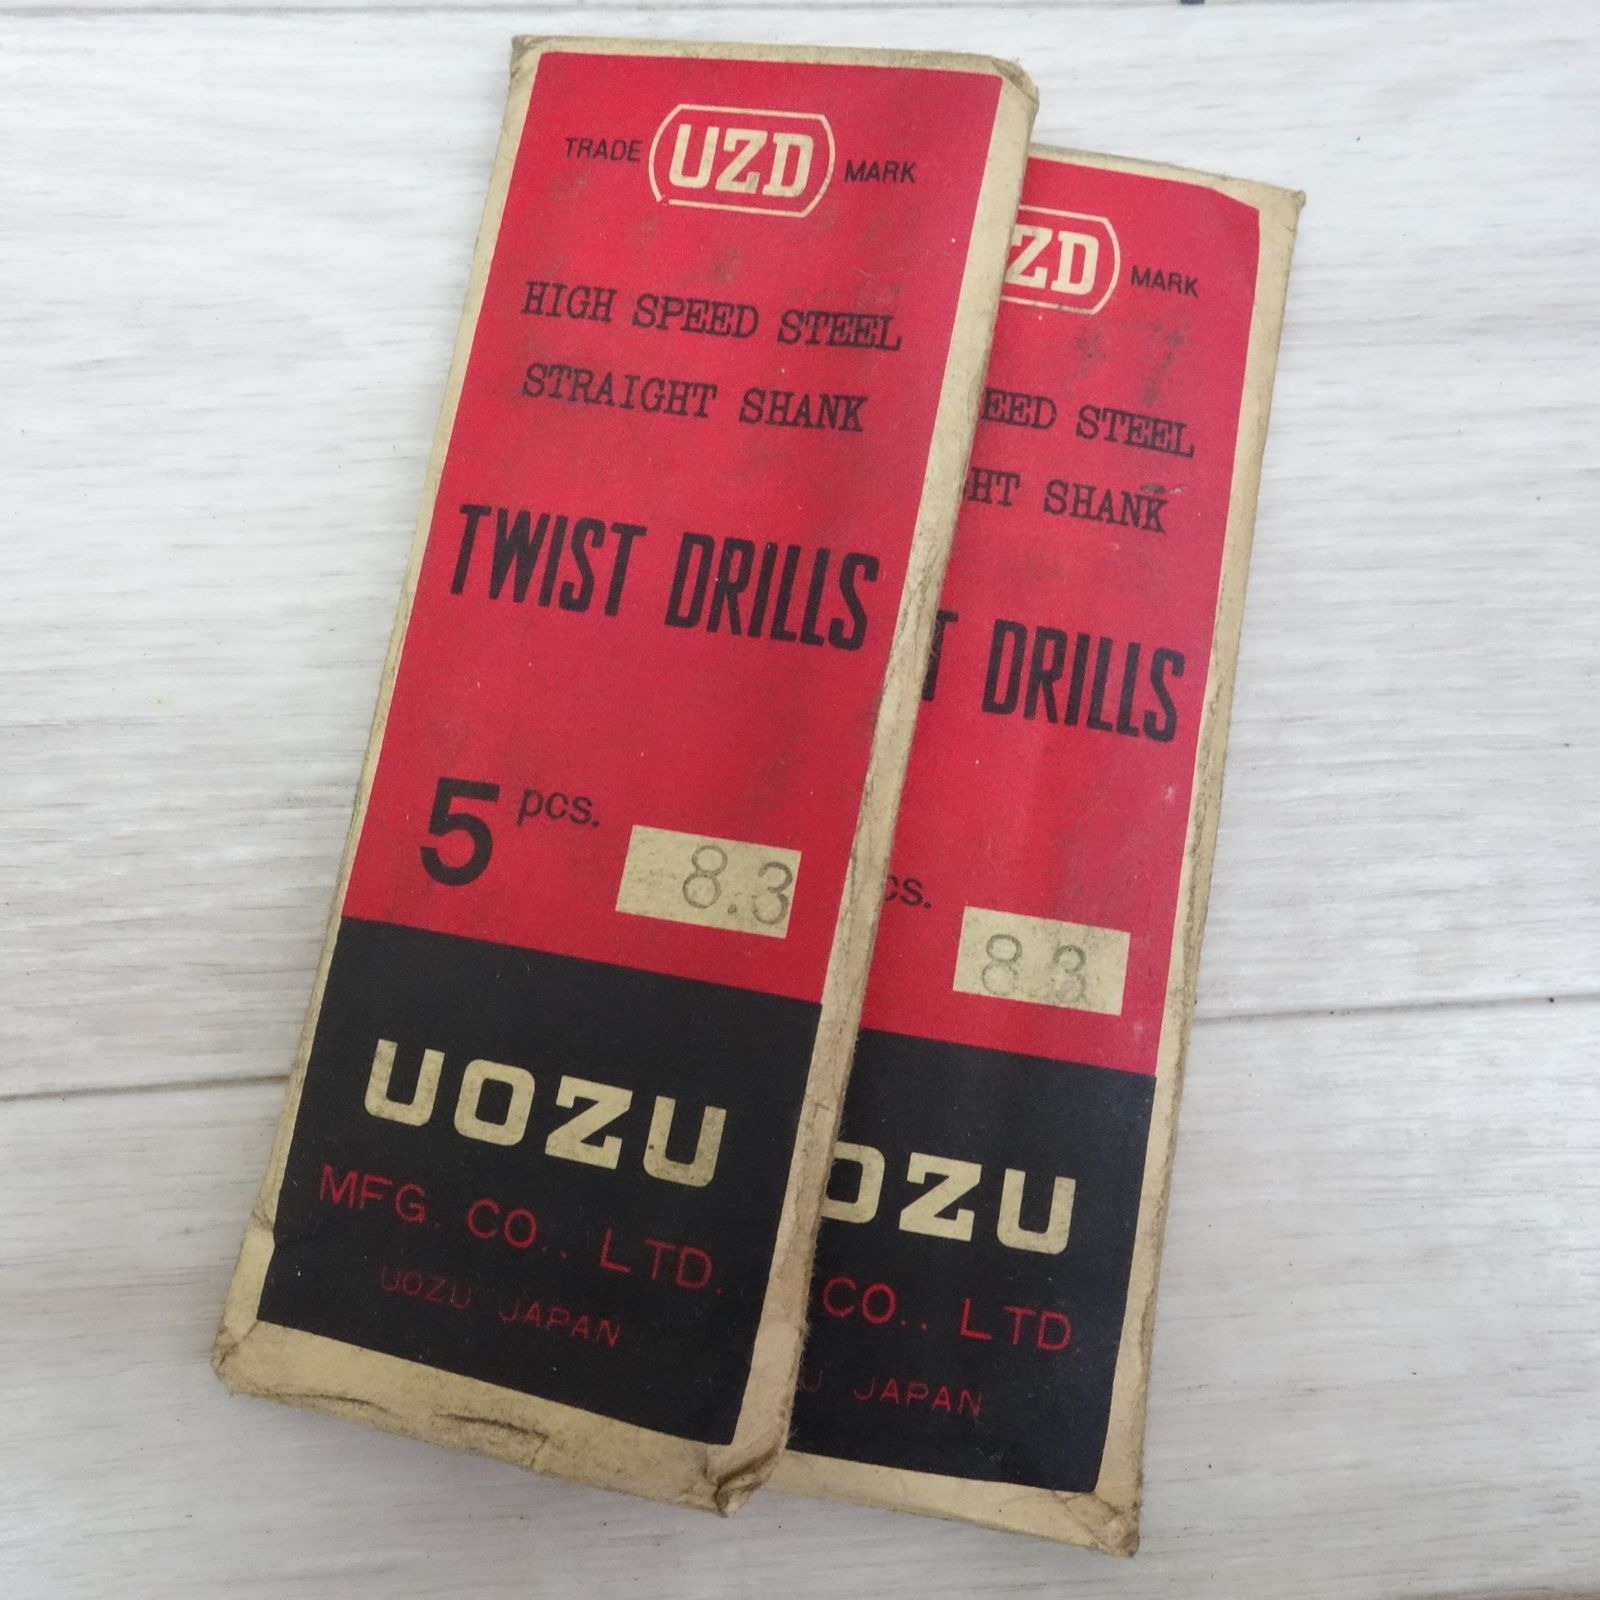 TRADE UZD MARK
HIGH SPEED STEEL
STRAIGHT SHANK
TWIST DRILLS
5 pcs.
8.3
UOZU
MFG. CO., LTD.
UOZU JAPAN
ZD MARK
EED STEEL
HT SHANK
T DRILLS
cs.
8.3
OZU
CO., LTD.
U JAPAN